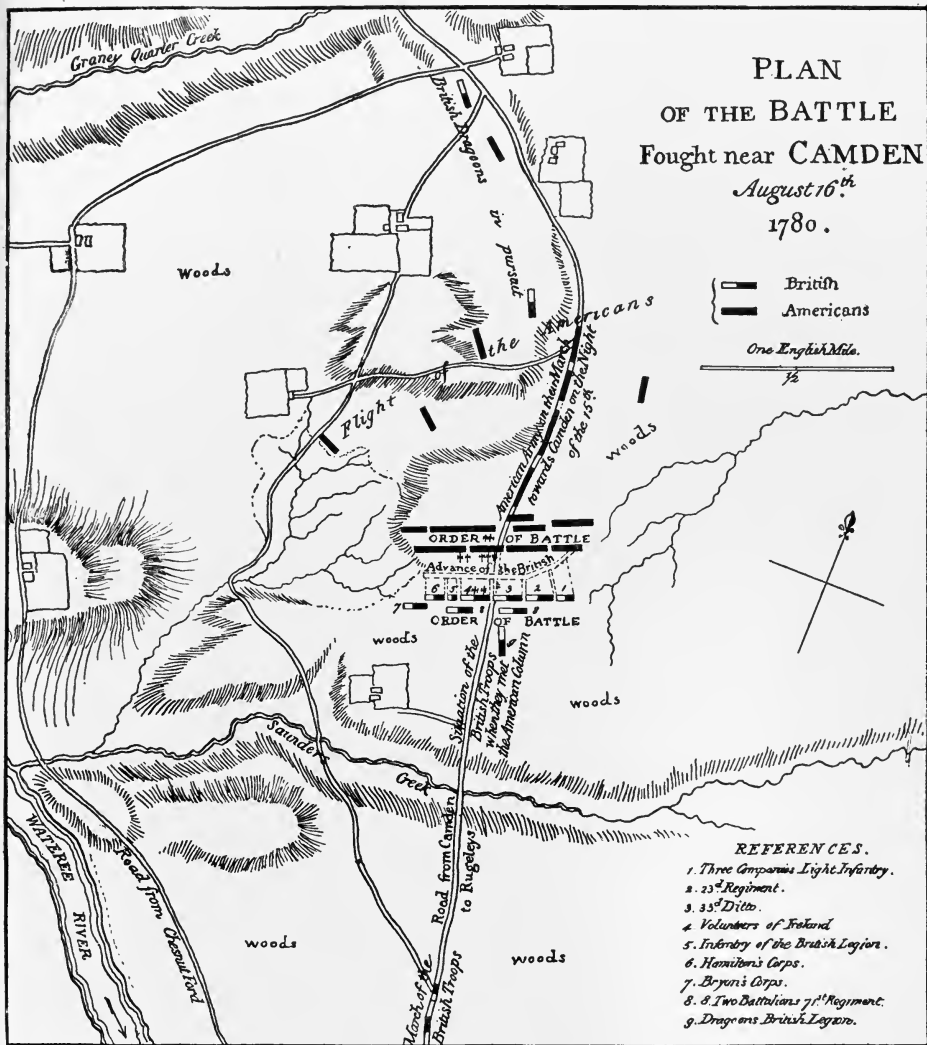 PLAN
OF THE BATTLE
Fought near CAMDEN
August 16th.
1780.
British
Americans
One English Mile.
1/2
Graney Quarter Creek
British Dragoons
in pursuit
of
the
Americans
Flight
woods
American Army on their March
towards Camden on the Night
of the 15th
woods
ORDER OF BATTLE
Advance of the British
6 5 4 3 2 1
7 8 9
ORDER OF BATTLE
woods
woods
Situation of the
British Troops
when they met
the American Column
Saunders
Creek
Road from Camden
to Rugeleys
WATEREE
RIVER
Road from Chesnut Ford
woods
woods
March of the
British Troops
REFERENCES.
1. Three Companies Light Infantry.
2. 23d Regiment.
3. 33d Ditto.
4 Volunteers of Ireland
5. Infantry of the British Legion.
6. Hamilton's Corps.
7. Bryan's Corps.
8. 8. Two Battalions 71st Regiment.
9. Dragoons British Legion.